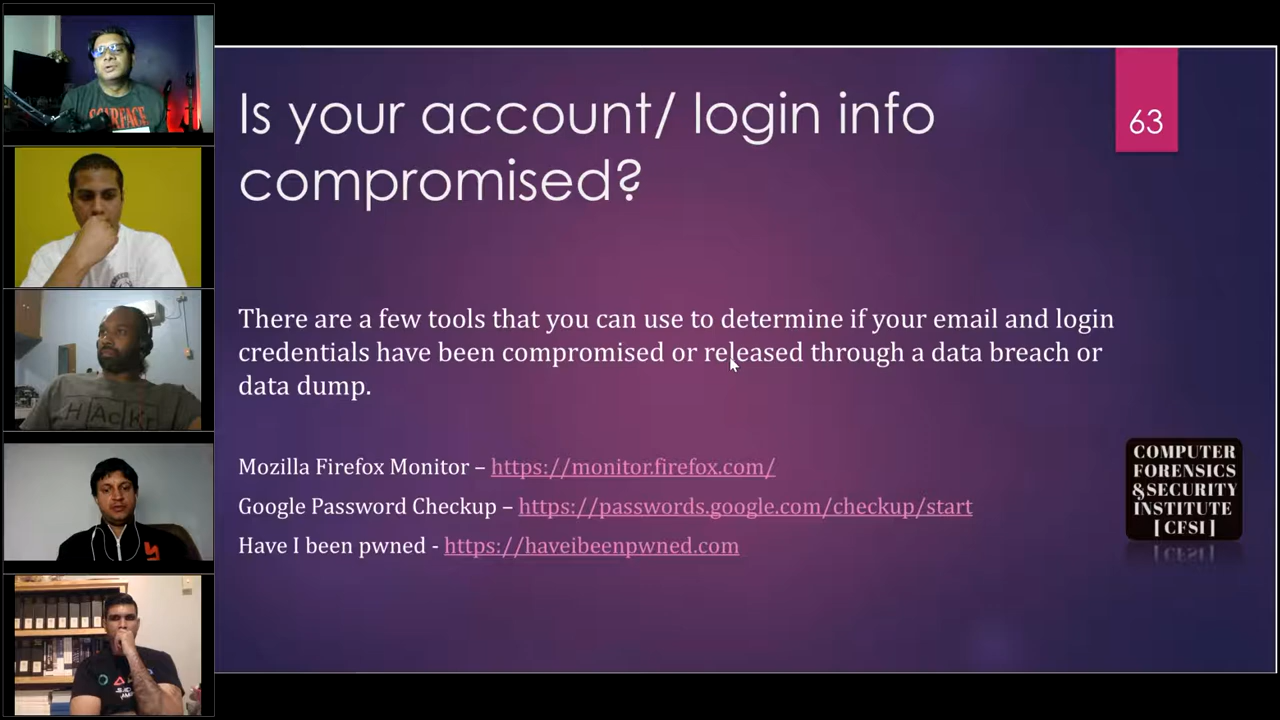 Is your account/ login info
compromised?
63
There are a few tools that you can use to determine if your email and login
credentials have been compromised or released through a data breach or
data dump.
Mozilla Firefox Monitor – https://monitor.firefox.com/
Google Password Checkup – https://passwords.google.com/checkup/start
Have I been pwned - https://haveibeenpwned.com
COMPUTER
FORENSICS
&SECURITY
INSTITUTE
[ CFSI ]
SCARFACE